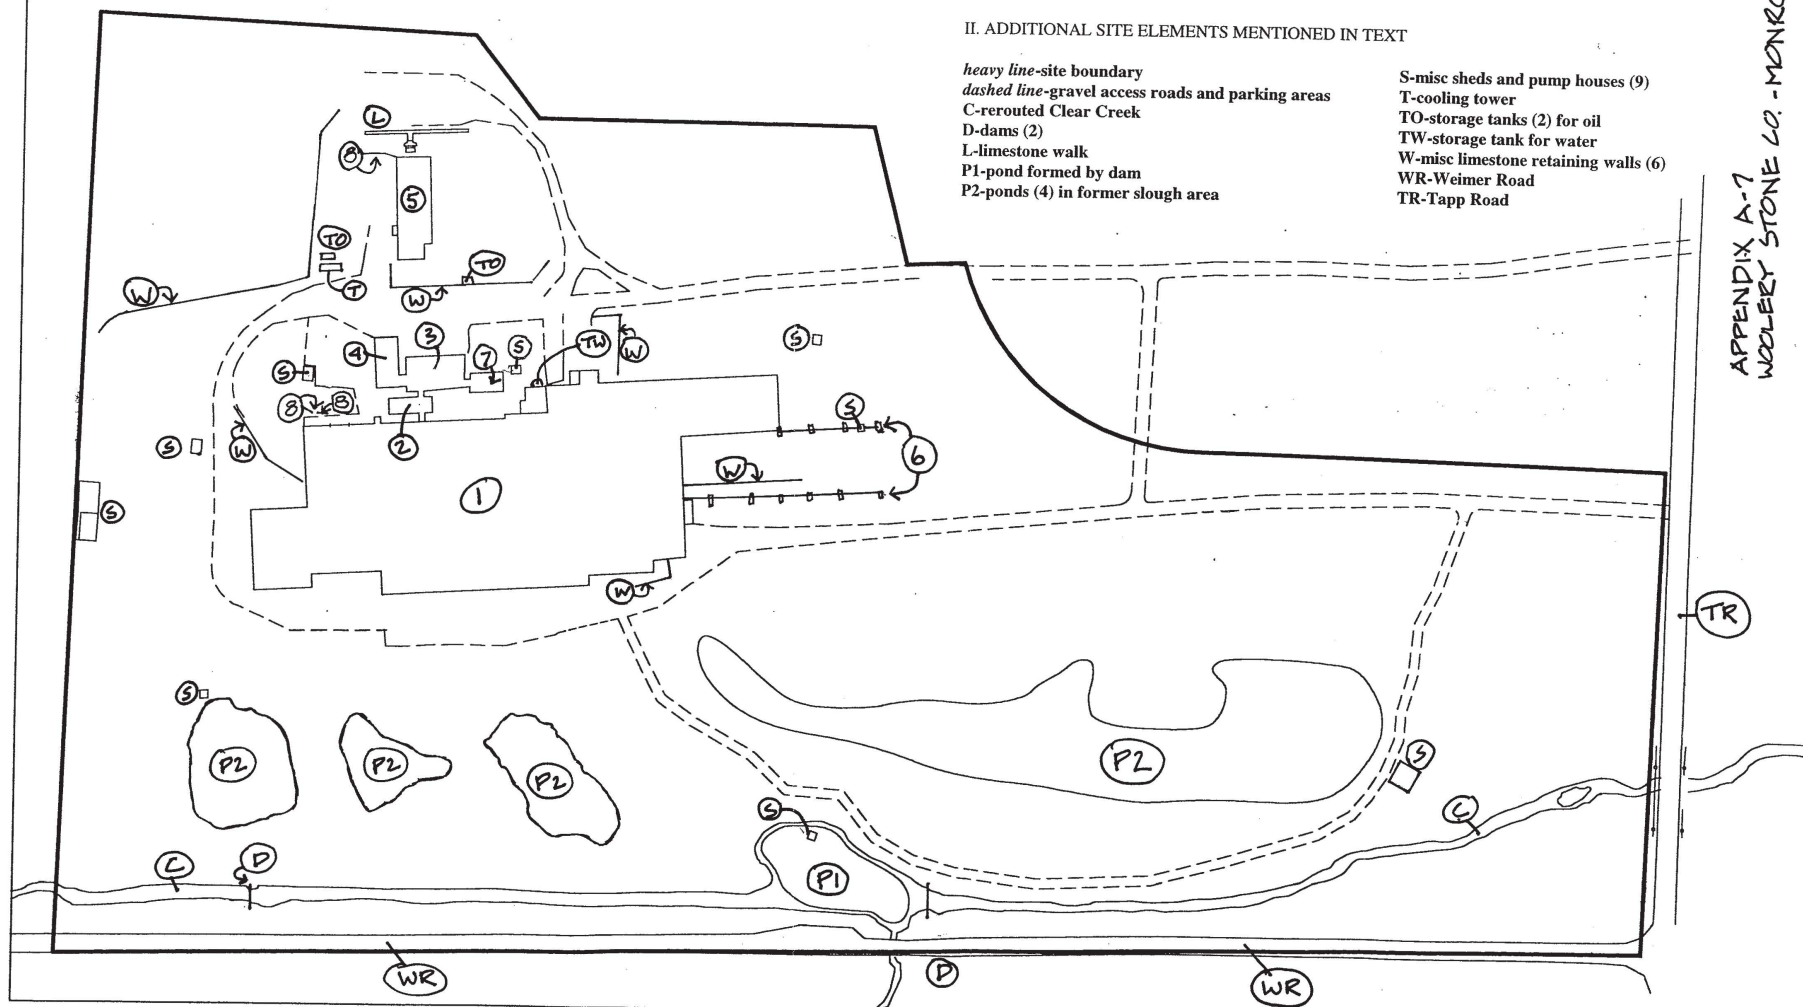 II. ADDITIONAL SITE ELEMENTS MENTIONED IN TEXT
heavy line-site boundary
dashed line-gravel access roads and parking areas
C-rerouted Clear Creek
D-dams (2)
L-limestone walk
P1-pond formed by dam
P2-ponds (4) in former slough area
S-misc sheds and pump houses (9)
T-cooling tower
TO-storage tanks (2) for oil
TW-storage tank for water
W-misc limestone retaining walls (6)
WR-Weimer Road
TR-Tapp Road
APPENDIX A-7
WOOLERY STONE CO. - MONRO
L
8
5
TO
TO
W
T
W
3
4
7
S
TW
W
S
S
8
8
2
W
S
S
6
W
1
S
W
TR
S
P2
P2
P2
P2
S
S
C
P1
C
D
WR
D
WR